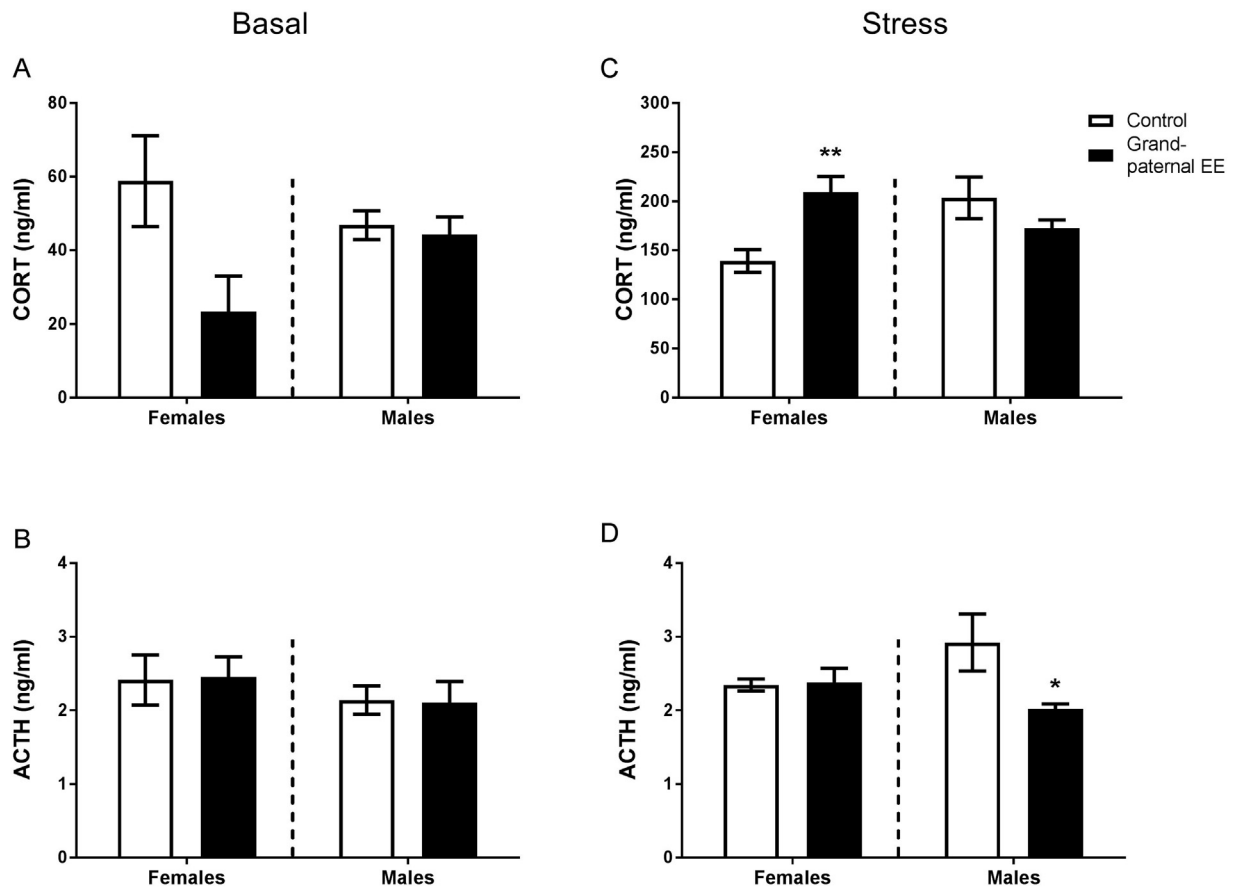 Basal
Stress
A
80
60
40
20
0
CORT (ng/ml)
Females
Males
C
300
250
200
150
100
50
0
CORT (ng/ml)
**
Females
Males
Control
Grand-
paternal EE
B
4
3
2
1
0
ACTH (ng/ml)
Females
Males
D
4
3
2
1
0
ACTH (ng/ml)
*
Females
Males